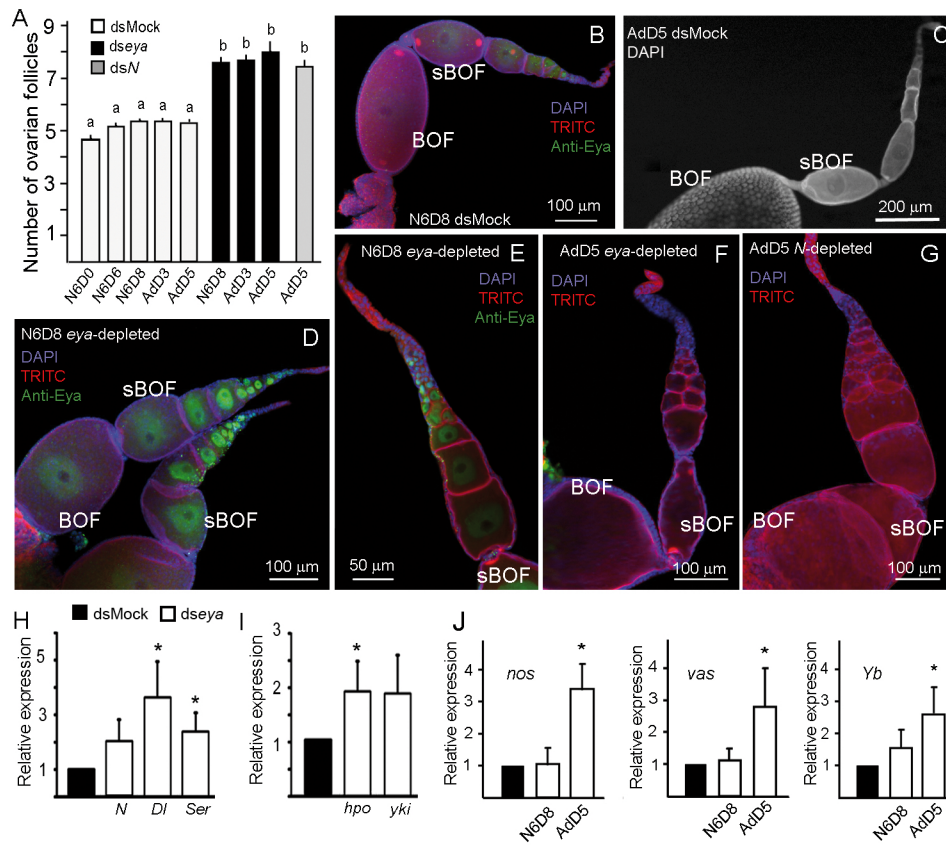 A
Number of ovarian follicles
9
7
5
3
1
dsMock
dseya
dsN
a
a
a
a
a
b
b
b
b
N6D0
N6D6
N6D8
AdD3
AdD5
N6D8
AdD3
AdD5
AdD5
B
sBOF
BOF
DAPI
TRITC
Anti-Eya
100 µm
N6D8 dsMock
AdD5 dsMock
C
DAPI
BOF
sBOF
200 µm
N6D8 eya-depleted
D
DAPI
TRITC
Anti-Eya
sBOF
BOF
sBOF
100 µm
N6D8 eya-depleted
E
DAPI
TRITC
Anti-Eya
50 µm
sBOF
AdD5 eya-depleted
F
DAPI
TRITC
BOF
sBOF
100 µm
AdD5 N-depleted
G
DAPI
TRITC
BOF
sBOF
100 µm
H
dsMock
dseya
Relative expression
5
3
1
*
*
N
Dl
Ser
I
Relative expression
3
2
1
*
hpo
yki
J
Relative expression
4
3
2
1
nos
*
N6D8
AdD5
Relative expression
4
3
2
1
vas
*
N6D8
AdD5
Relative expression
4
3
2
1
Yb
*
N6D8
AdD5